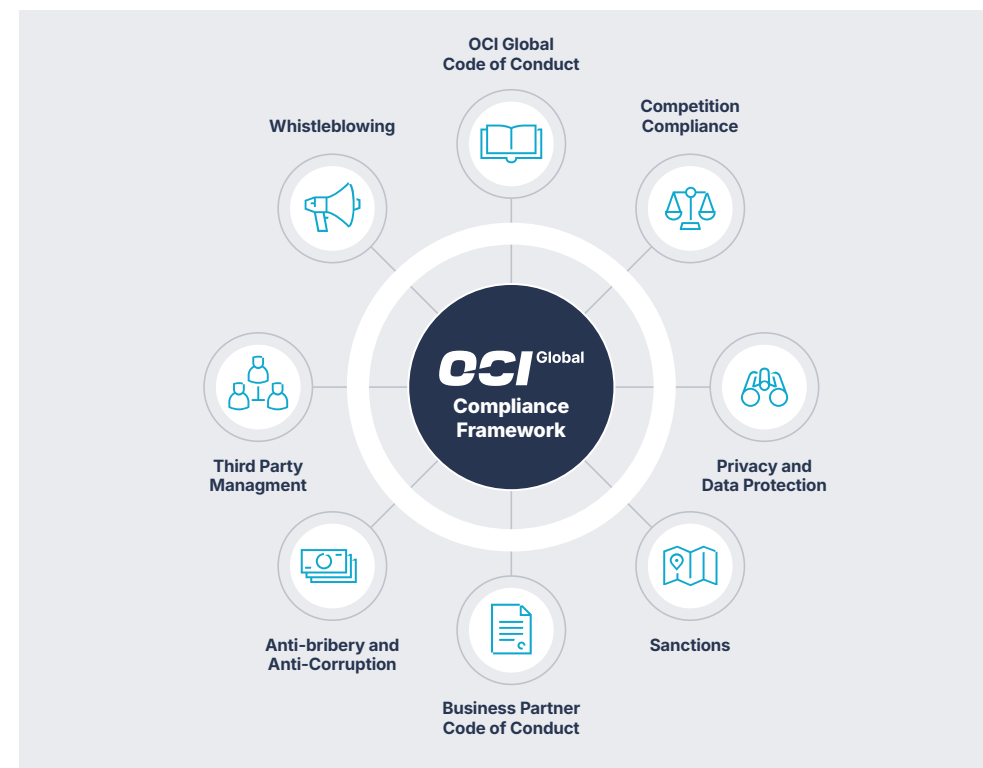 OCI Global
Code of Conduct
Competition
Compliance
Whistleblowing
OCI Global
Compliance
Framework
Third Party
Managment
Privacy and
Data Protection
Anti-bribery and
Anti-Corruption
Sanctions
Business Partner
Code of Conduct